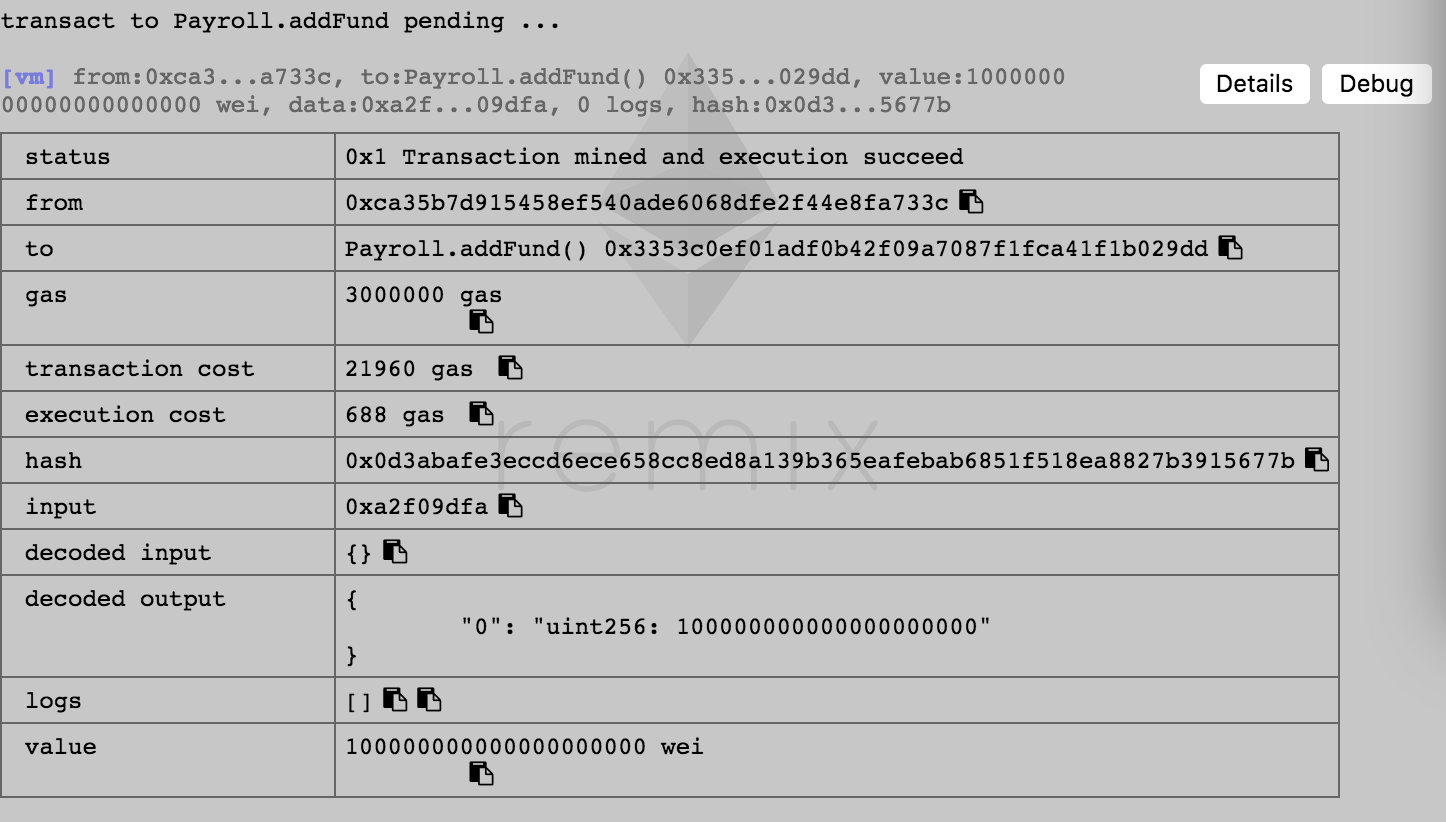 transact to Payroll.addFund pending ...
[vm] from:0xca3...a733c, to:Payroll.addFund() 0x335...029dd, value:1000000
00000000000000 wei, data:0xa2f...09dfa, 0 logs, hash:0x0d3...5677b
Details
Debug
status 0x1 Transaction mined and execution succeed
from 0xca35b7d915458ef540ade6068dfe2f44e8fa733c
to Payroll.addFund() 0x3353c0ef01adf0b42f09a7087f1fca41f1b029dd
gas 3000000 gas
transaction cost 21960 gas
execution cost 688 gas
remix
hash 0x0d3abafe3eccd6ece658cc8ed8a139b365eafebab6851f518ea8827b3915677b
input 0xa2f09dfa
decoded input {}
decoded output {
"0": "uint256: 100000000000000000000"
}
logs []
value 100000000000000000000 wei